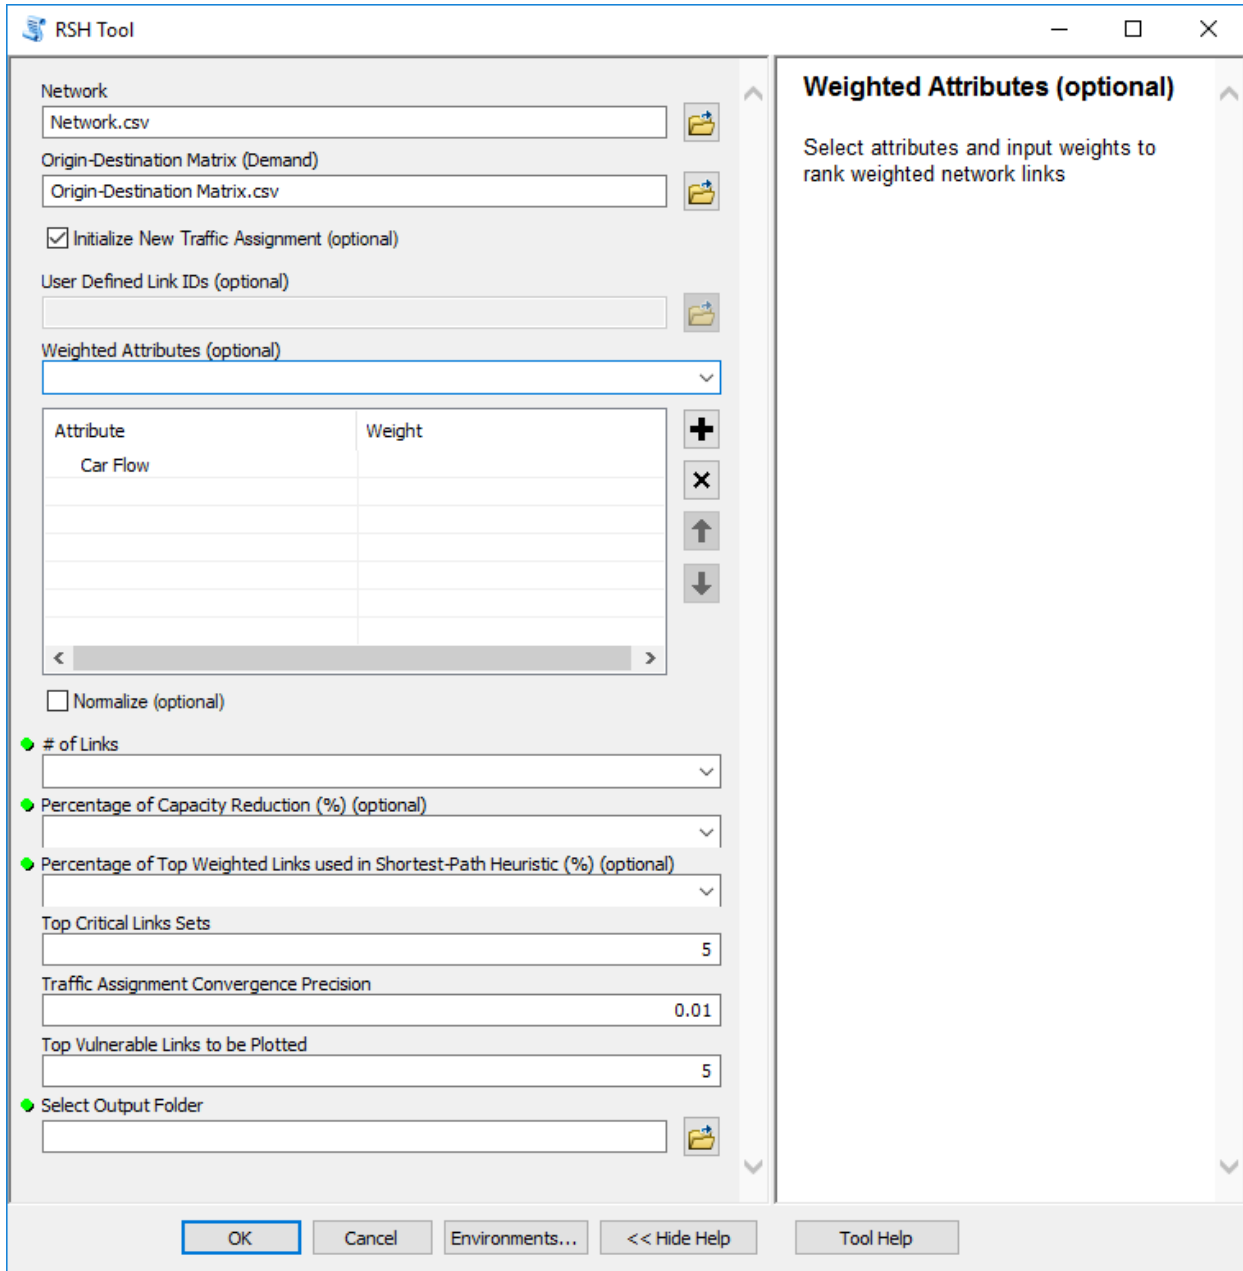 RSH Tool
Network
Network.csv
Origin-Destination Matrix (Demand)
Origin-Destination Matrix.csv
Initialize New Traffic Assignment (optional)
User Defined Link IDs (optional)
Weighted Attributes (optional)
Attribute Weight
Car Flow
Normalize (optional)
# of Links
Percentage of Capacity Reduction (%) (optional)
Percentage of Top Weighted Links used in Shortest-Path Heuristic (%) (optional)
Top Critical Links Sets
5
Traffic Assignment Convergence Precision
0.01
Top Vulnerable Links to be Plotted
5
Select Output Folder
Weighted Attributes (optional)
Select attributes and input weights to
rank weighted network links
OK Cancel Environments... << Hide Help Tool Help